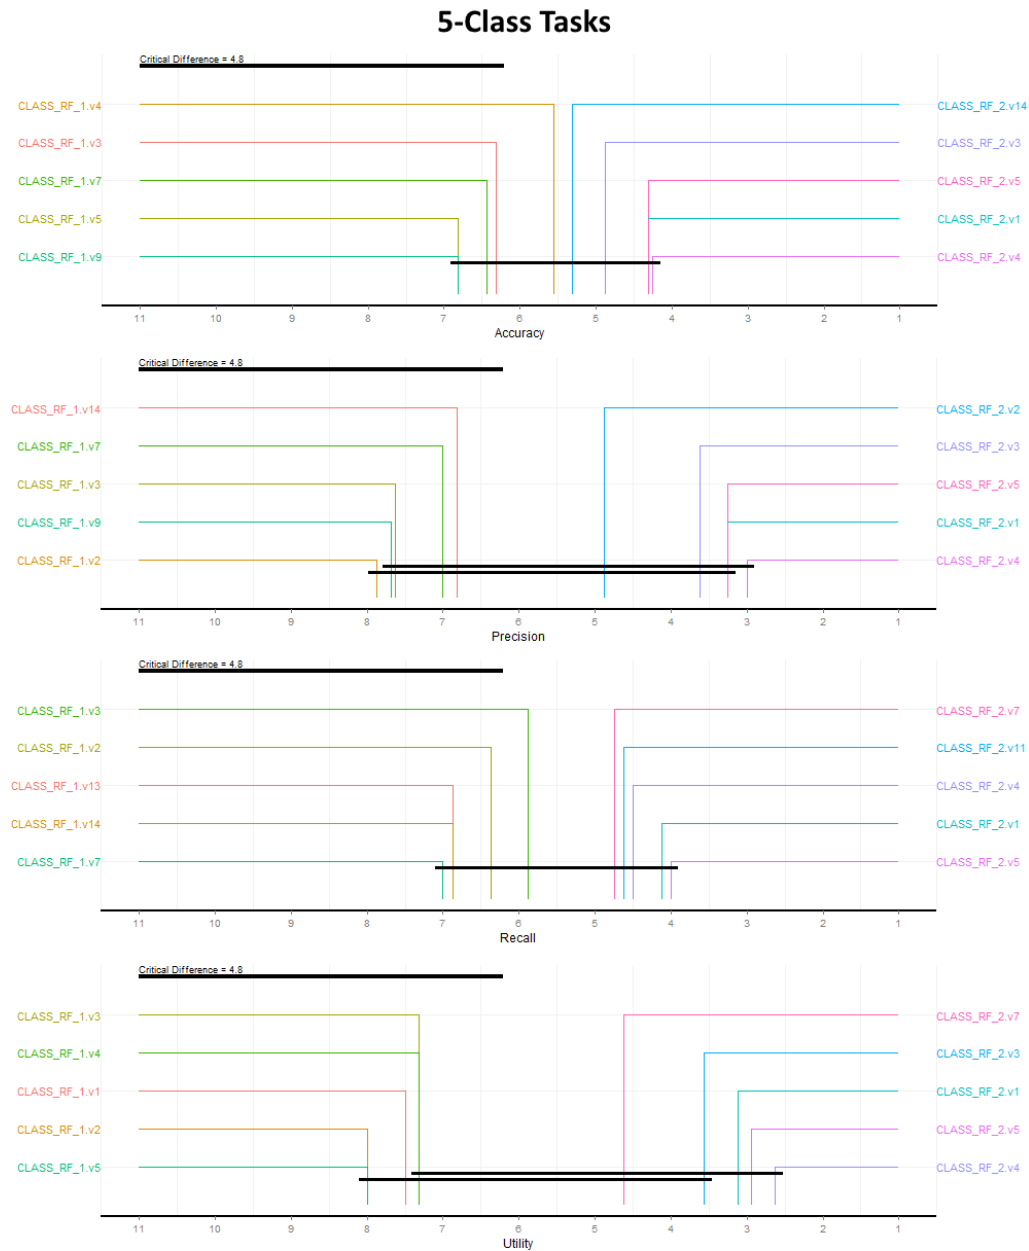 5-Class Tasks
Critical Difference = 4.8
CLASS_RF_1.v4 CLASS_RF_2.v14
CLASS_RF_1.v3 CLASS_RF_2.v3
CLASS_RF_1.v7 CLASS_RF_2.v5
CLASS_RF_1.v5 CLASS_RF_2.v1
CLASS_RF_1.v9 CLASS_RF_2.v4
11 10 9 8 7 6 5 4 3 2 1
Accuracy
Critical Difference = 4.8
CLASS_RF_1.v14 CLASS_RF_2.v2
CLASS_RF_1.v7 CLASS_RF_2.v3
CLASS_RF_1.v3 CLASS_RF_2.v5
CLASS_RF_1.v9 CLASS_RF_2.v1
CLASS_RF_1.v2 CLASS_RF_2.v4
11 10 9 8 7 6 5 4 3 2 1
Precision
Critical Difference = 4.8
CLASS_RF_1.v3 CLASS_RF_2.v7
CLASS_RF_1.v2 CLASS_RF_2.v11
CLASS_RF_1.v13 CLASS_RF_2.v4
CLASS_RF_1.v14 CLASS_RF_2.v1
CLASS_RF_1.v7 CLASS_RF_2.v5
11 10 9 8 7 6 5 4 3 2 1
Recall
Critical Difference = 4.8
CLASS_RF_1.v3 CLASS_RF_2.v7
CLASS_RF_1.v4 CLASS_RF_2.v3
CLASS_RF_1.v1 CLASS_RF_2.v1
CLASS_RF_1.v2 CLASS_RF_2.v5
CLASS_RF_1.v5 CLASS_RF_2.v4
11 10 9 8 7 6 5 4 3 2 1
Utility